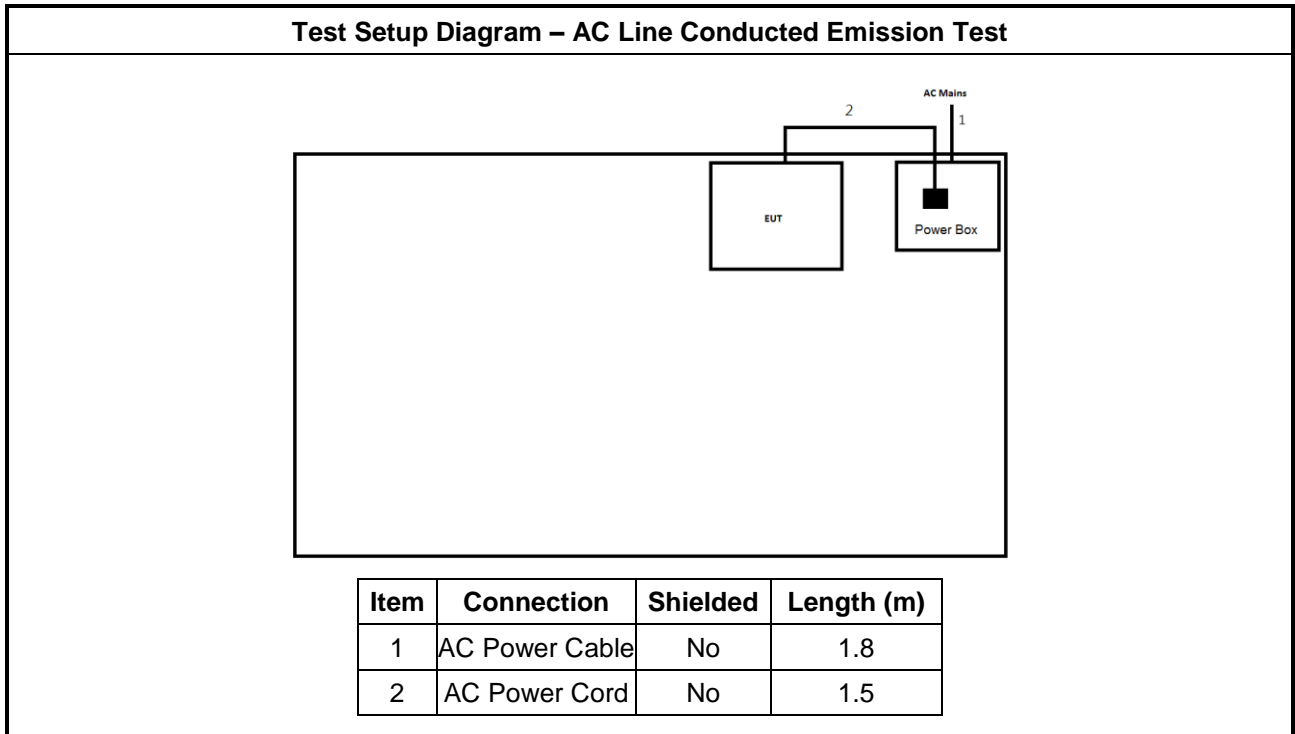 Test Setup Diagram – AC Line Conducted Emission Test
AC Mains
2
1
EUT
Power Box
Item Connection Shielded Length (m)
1 AC Power Cable No 1.8
2 AC Power Cord No 1.5